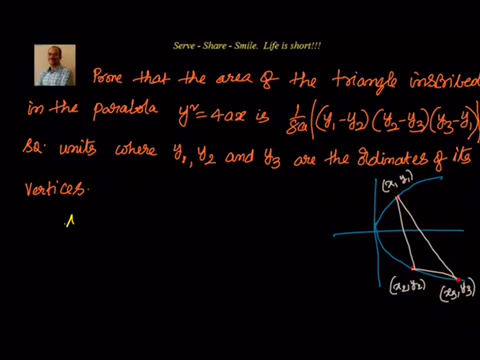 Serve - Share - Smile. Life is short!!!
Prove that the area of the triangle inscribed
in the parabola y²=4ax is 1/8a |(y₁-y₂)(y₂-y₃)(y₃-y₁)|
SQ. units where y₁, y₂ and y₃ are the ordinates of its
vertices.
(x₁, y₁)
(x₂, y₂)
(x₃, y₃)